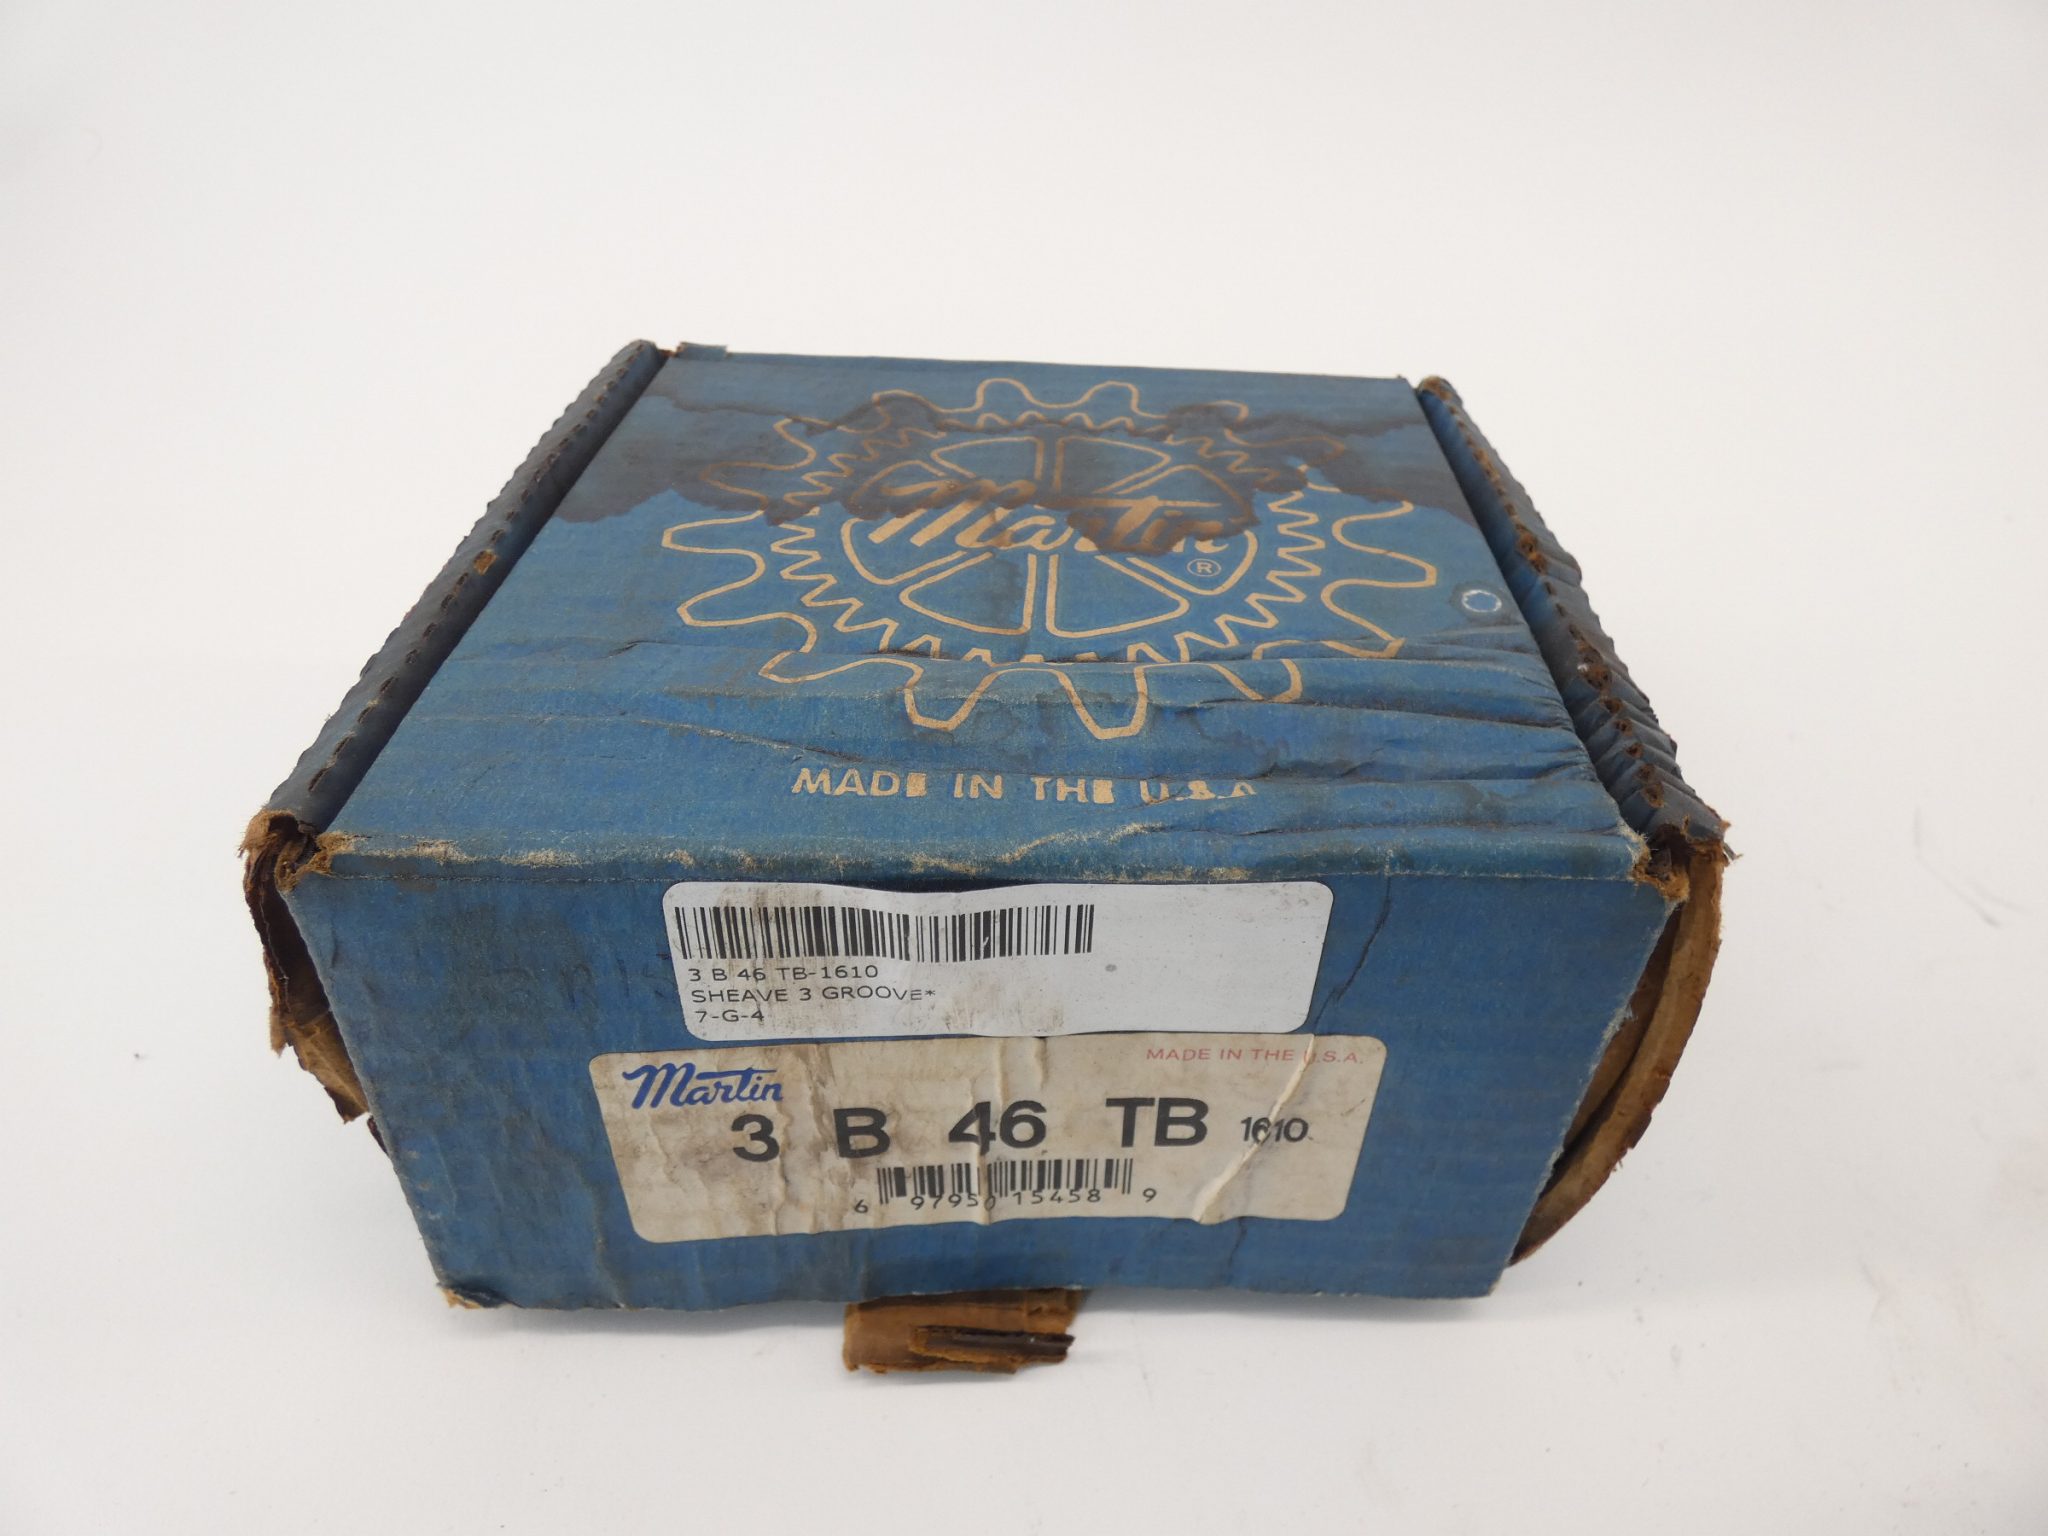 Martin
®
MADE IN THE U.S.A
3 B 46 TB-1610
SHEAVE 3 GROOVE*
7-G-4
MADE IN THE U.S.A.
Martin
3 B 46 TB 1610
6 97950 15458 9